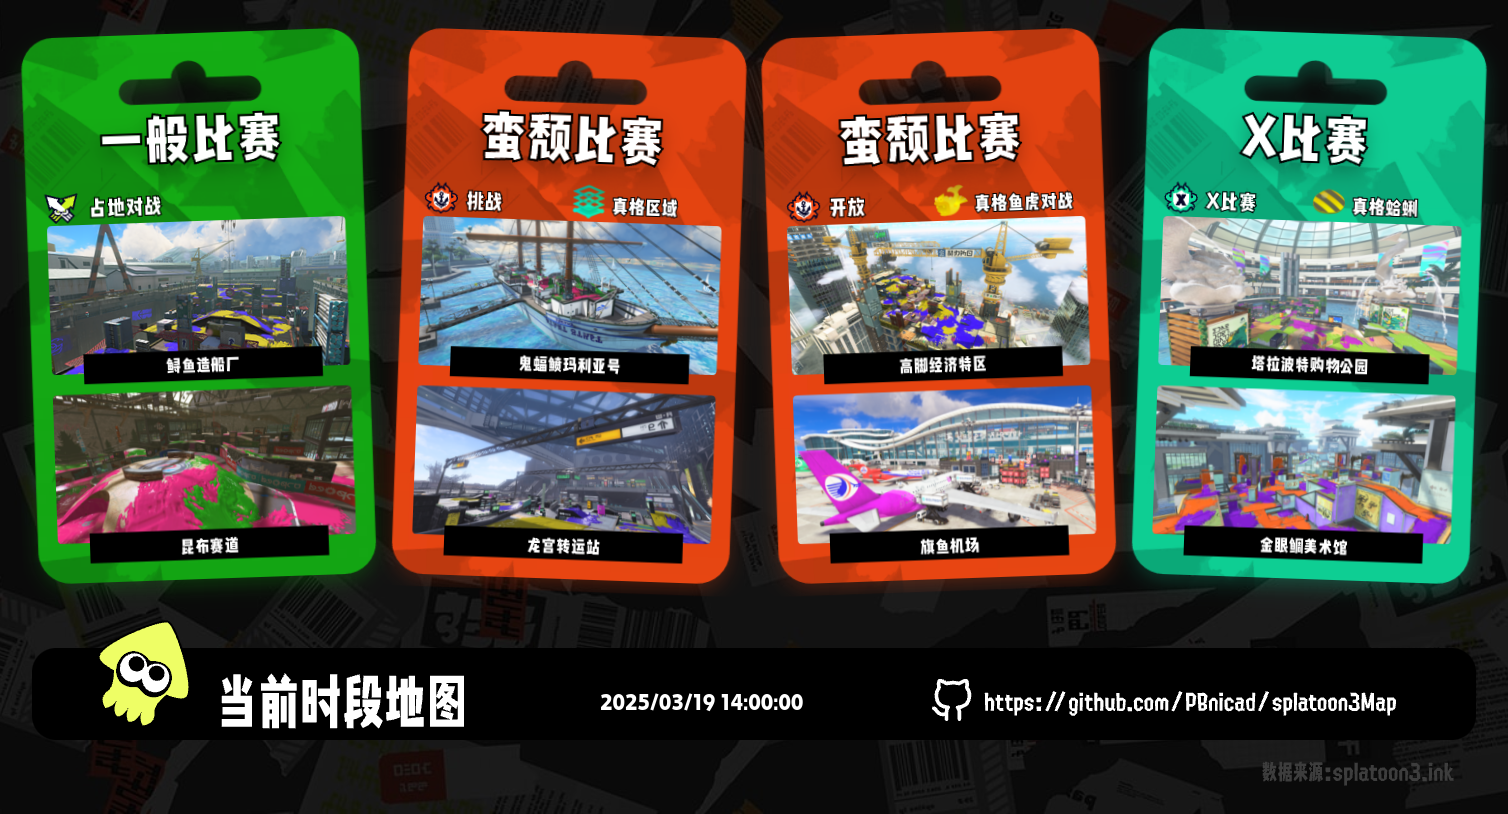 一般比赛
占地对战
鲟鱼造船厂
昆布赛道
蛮颓比赛
挑战
真格区域
鬼蝠鲼玛利亚号
龙宫转运站
蛮颓比赛
开放
真格鱼虎对战
高脚经济特区
旗鱼机场
X比赛
X比赛
真格蛤蜊
塔拉波特购物公园
金眼鲷美术馆
当前时段地图
2025/03/19 14:00:00
https://github.com/PBnicad/splatoon3Map
数据来源:splatoon3.ink